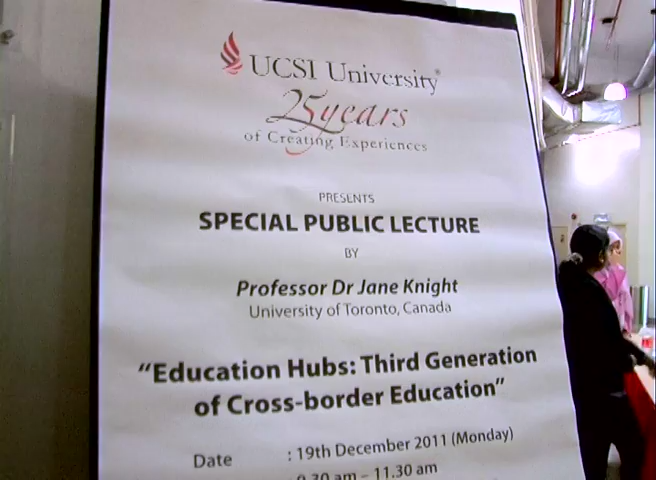 UCSI University
25years
of Creating Experiences
PRESENTS
SPECIAL PUBLIC LECTURE
BY
Professor Dr Jane Knight
University of Toronto, Canada
"Education Hubs: Third Generation
of Cross-border Education"
Date : 19th December 2011 (Monday)
9.30 am – 11.30 am